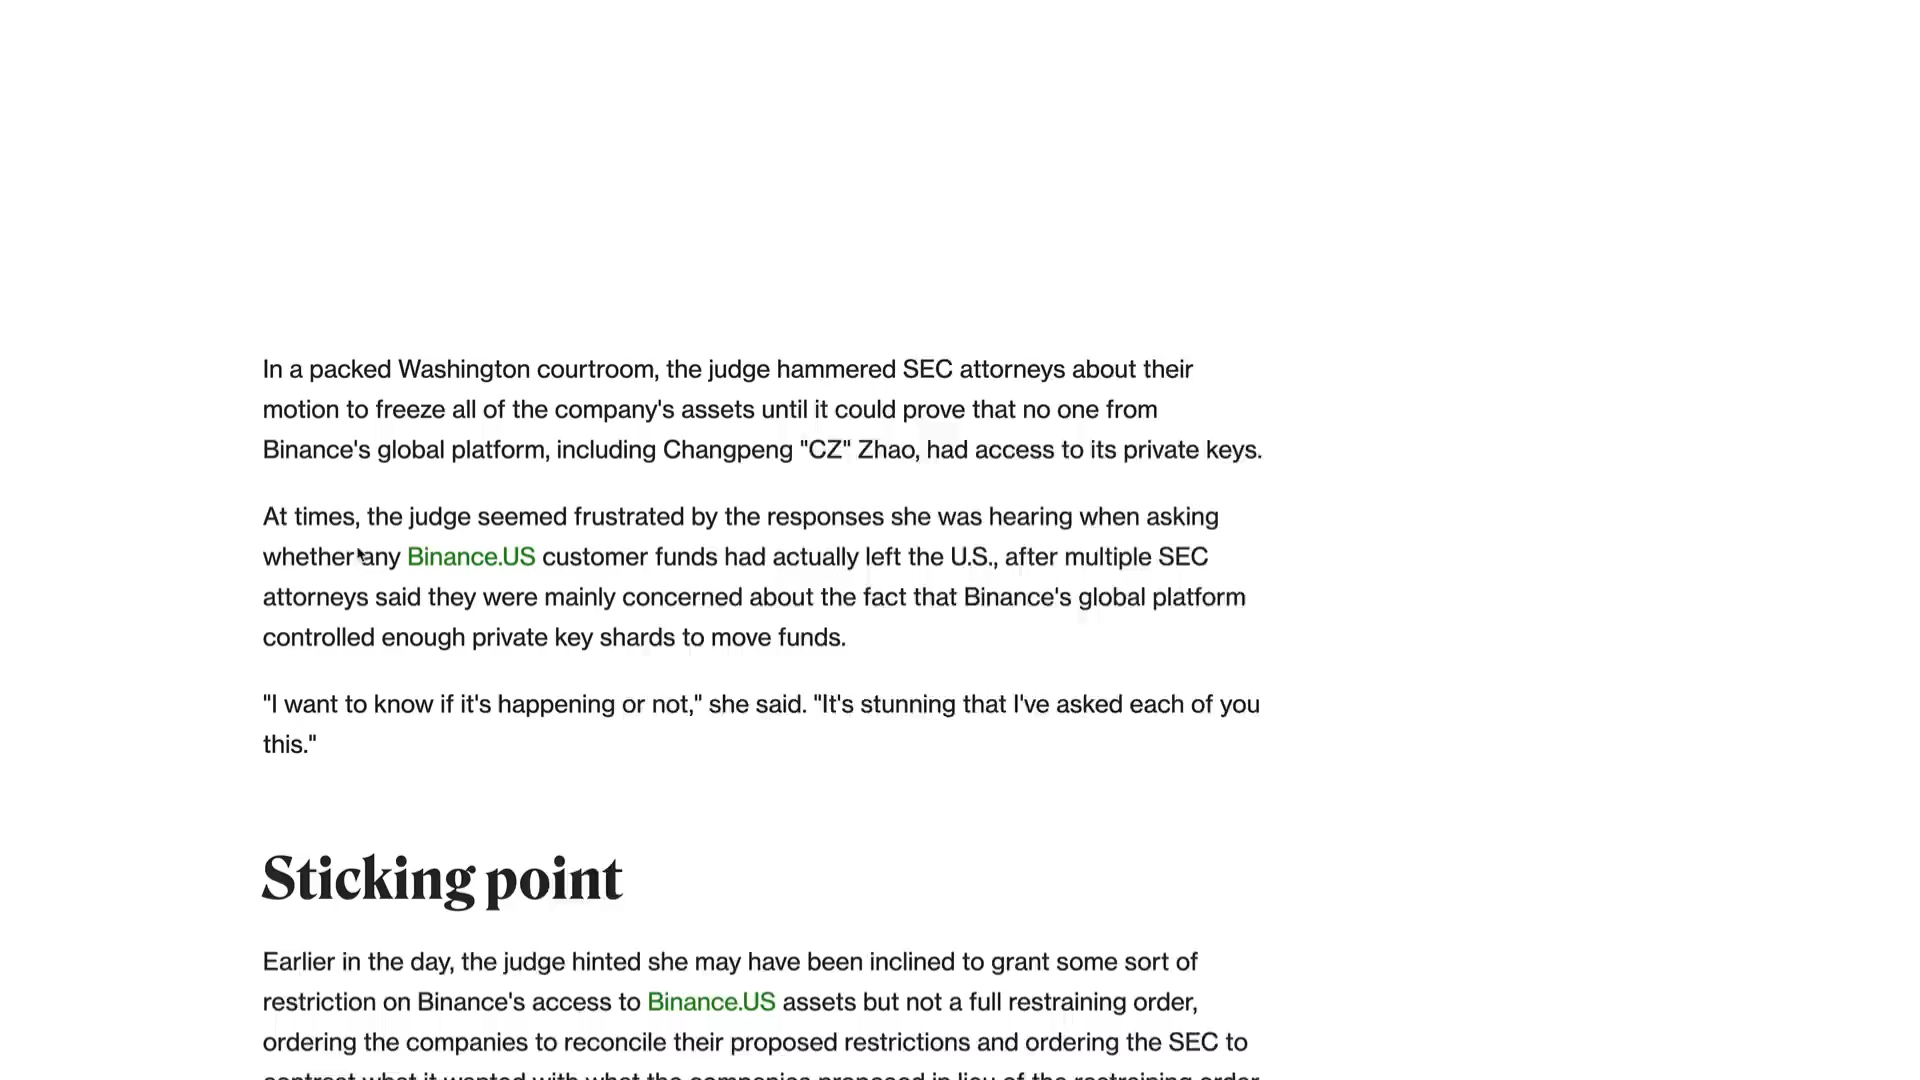 In a packed Washington courtroom, the judge hammered SEC attorneys about their
motion to freeze all of the company's assets until it could prove that no one from
Binance's global platform, including Changpeng "CZ" Zhao, had access to its private keys.
At times, the judge seemed frustrated by the responses she was hearing when asking
whether any Binance.US customer funds had actually left the U.S., after multiple SEC
attorneys said they were mainly concerned about the fact that Binance's global platform
controlled enough private key shards to move funds.
"I want to know if it's happening or not," she said. "It's stunning that I've asked each of you
this."
Sticking point
Earlier in the day, the judge hinted she may have been inclined to grant some sort of
restriction on Binance's access to Binance.US assets but not a full restraining order,
ordering the companies to reconcile their proposed restrictions and ordering the SEC to
contrast what it wanted with what the companies proposed in lieu of the restraining order